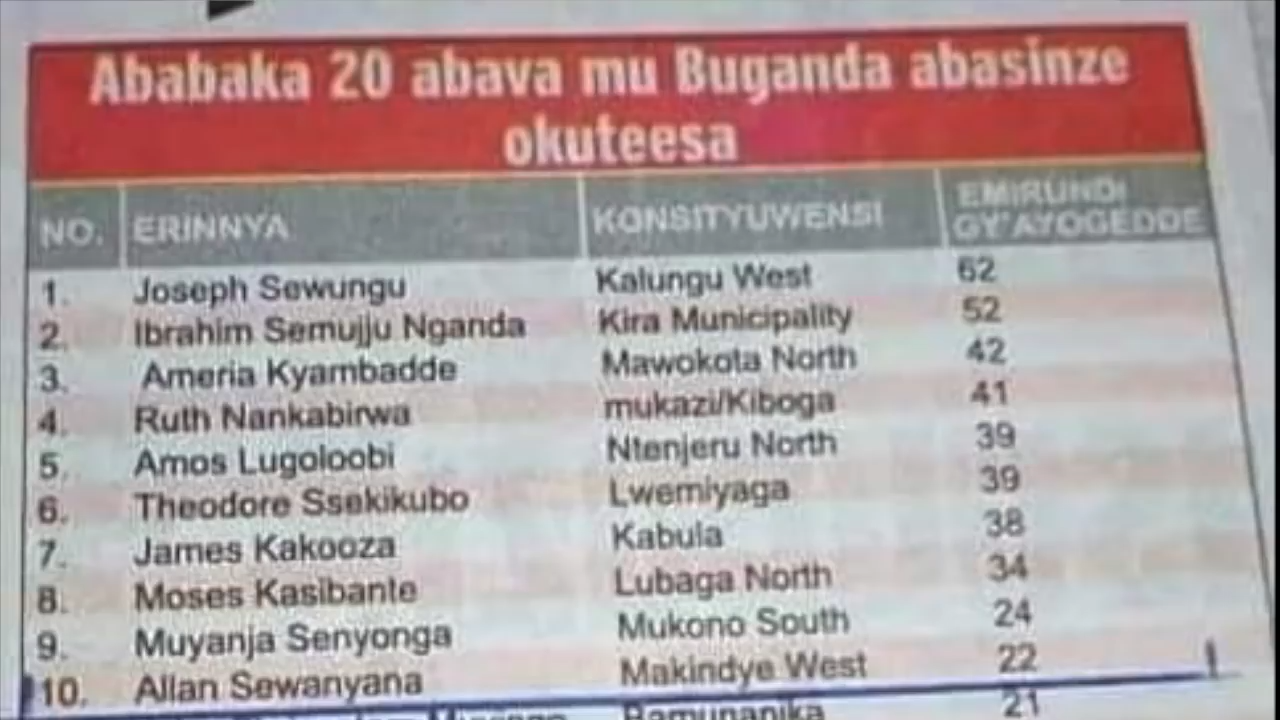 Ababaka 20 abava mu Buganda abasinze
okuteesa
NO. ERINNYA KONSITYUWENSI EMIRUNDI GY'AYOGEDDE
1. Joseph Sewungu Kalungu West 62
2. Ibrahim Semujju Nganda Kira Municipality 52
3. Ameria Kyambadde Mawokota North 42
4. Ruth Nankabirwa mukazi/Kiboga 41
5. Amos Lugoloobi Ntenjeru North 39
6. Theodore Ssekikubo Lwemiyaga 39
7. James Kakooza Kabula 38
8. Moses Kasibante Lubaga North 34
9. Muyanja Senyonga Mukono South 24
10. Allan Sewanyana Makindye West 22
Bamunanika 21